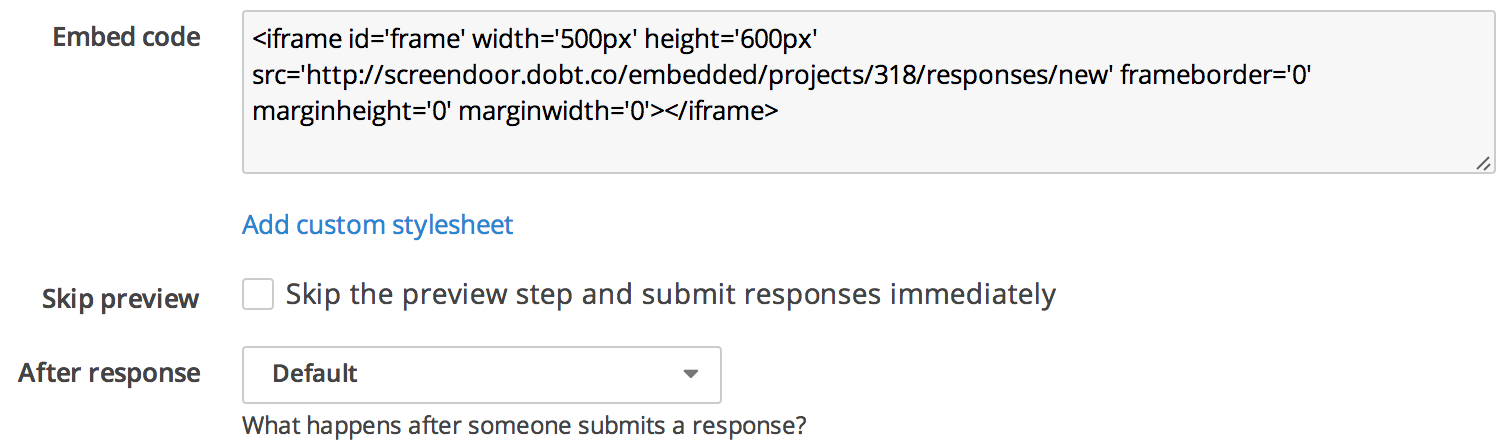 Embed code
<iframe id='frame' width='500px' height='600px'
src='http://screendoor.dobt.co/embedded/projects/318/responses/new' frameborder='0'
marginheight='0' marginwidth='0'></iframe>
Add custom stylesheet
Skip preview
Skip the preview step and submit responses immediately
After response
Default
What happens after someone submits a response?